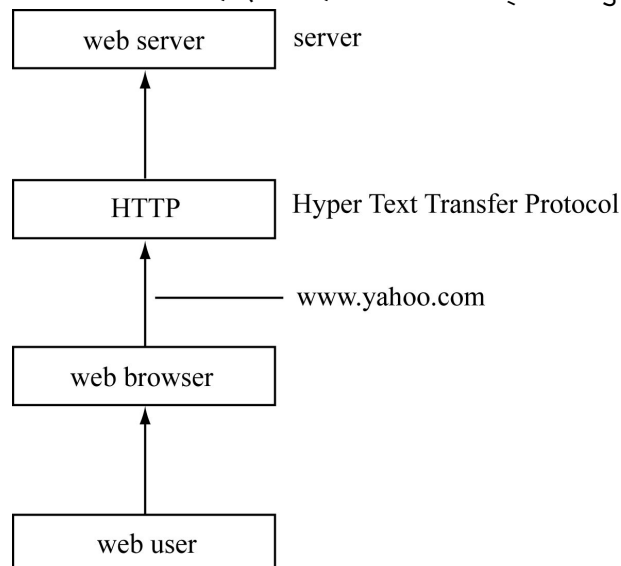 web server
server
HTTP
Hyper Text Transfer Protocol
www.yahoo.com
web browser
web user